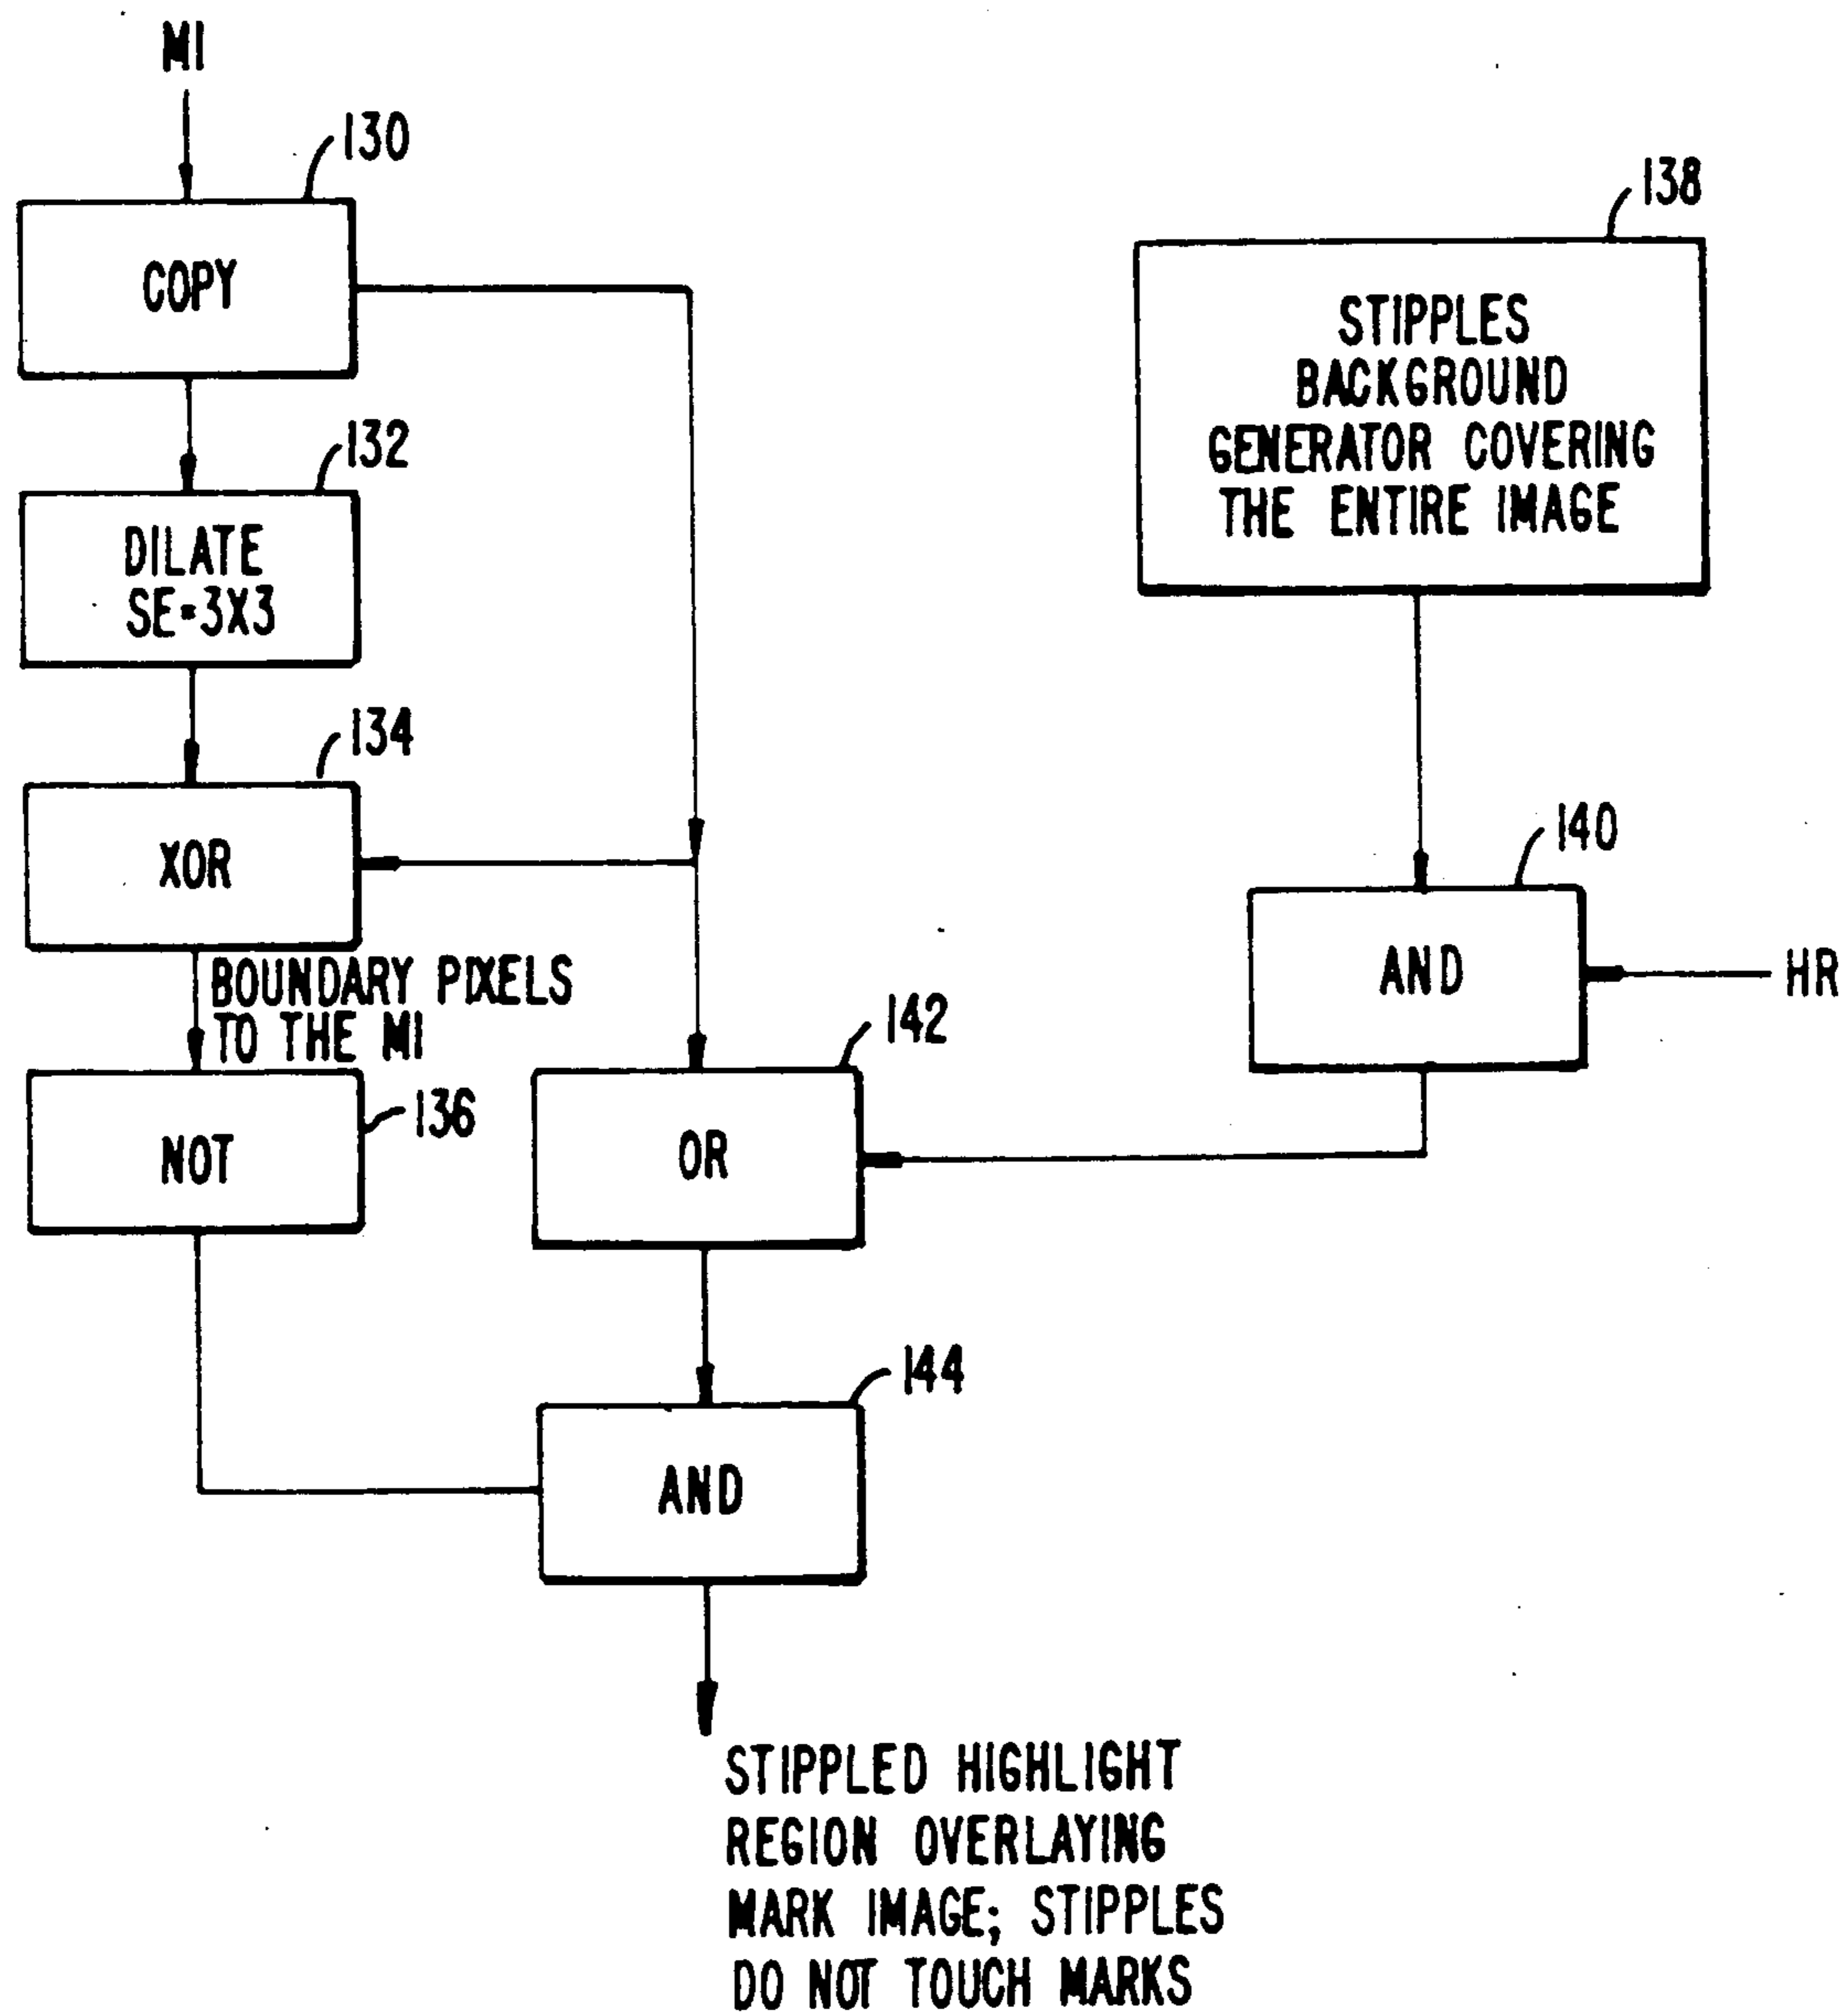 MI
130
COPY
138
STIPPLES
BACKGROUND
GENERATOR COVERING
THE ENTIRE IMAGE
132
DILATE
SE=3X3
134
XOR
140
AND
HR
BOUNDARY PIXELS
TO THE MI
142
136
NOT
OR
144
AND
STIPPLED HIGHLIGHT
REGION OVERLAYING
MARK IMAGE; STIPPLES
DO NOT TOUCH MARKS